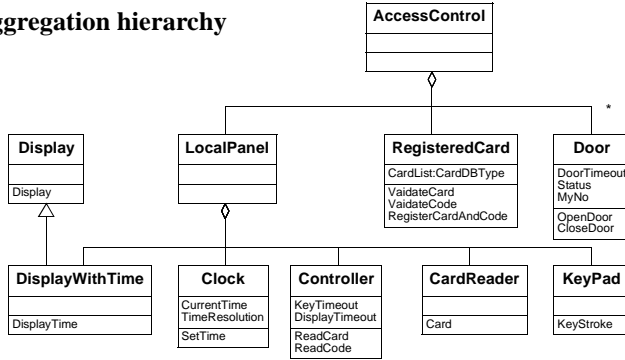 ggregation hierarchy
AccessControl
*
Display
Display
LocalPanel
RegisteredCard
CardList:CardDBType
VaidateCard
VaidateCode
RegisterCardAndCode
Door
DoorTimeout
Status
MyNo
OpenDoor
CloseDoor
DisplayWithTime
DisplayTime
Clock
CurrentTime
TimeResolution
SetTime
Controller
KeyTimeout
DisplayTimeout
ReadCard
ReadCode
CardReader
Card
KeyPad
KeyStroke